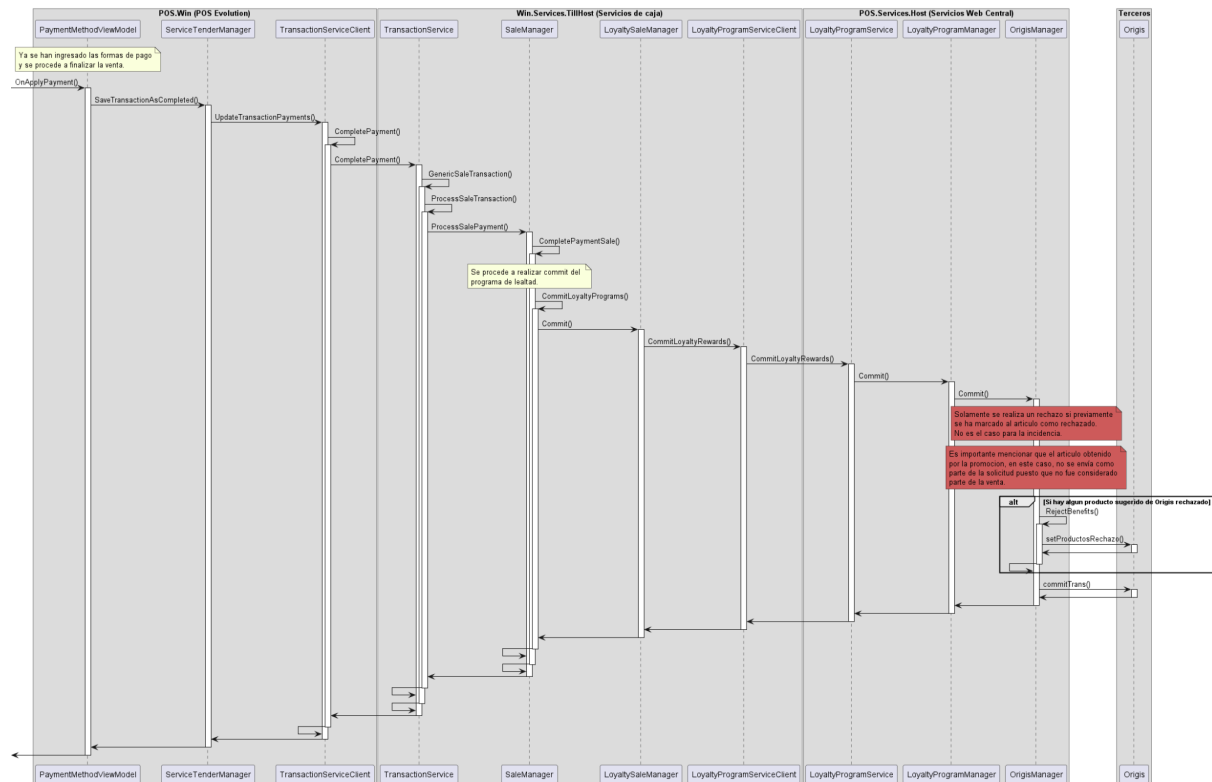 POS.Win (POS Evolution)
Win.Services.TillHost (Servicios de caja)
POS.Services.Host (Servicios Web Central)
Terceros
PaymentMethodViewModel
ServiceTenderManager
TransactionServiceClient
TransactionService
SaleManager
LoyaltySaleManager
LoyaltyProgramServiceClient
LoyaltyProgramService
LoyaltyProgramManager
OrigisManager
Origis
Ya se han ingresado las formas de pago
y se procede a finalizar la venta.
OnApplyPayment()
SaveTransactionAsCompleted()
UpdateTransactionPayments()
CompletePayment()
CompletePayment()
GenericSaleTransaction()
ProcessSaleTransaction()
ProcessSalePayment()
CompletePaymentSale()
Se procede a realizar commit del
programa de lealtad.
CommitLoyaltyPrograms()
Commit()
CommitLoyaltyRewards()
CommitLoyaltyRewards()
Commit()
Commit()
Solamente se realiza un rechazo si previamente
se ha marcado al articulo como rechazado.
No es el caso para la incidencia.
Es importante mencionar que el articulo obtenido
por la promocion, en este caso, no se envia como
parte de la solicitud puesto que no fue considerado
parte de la venta.
alt
[Si hay algun producto sugerido de Origis rechazado]
RejectBenefits()
setProductosRechazo()
commitTrans()
PaymentMethodViewModel
ServiceTenderManager
TransactionServiceClient
TransactionService
SaleManager
LoyaltySaleManager
LoyaltyProgramServiceClient
LoyaltyProgramService
LoyaltyProgramManager
OrigisManager
Origis